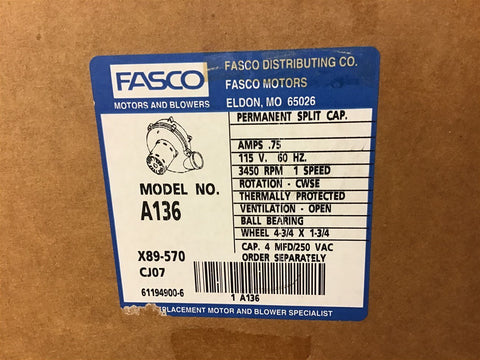 FASCO
MOTORS AND BLOWERS
FASCO DISTRIBUTING CO.
FASCO MOTORS
ELDON, MO 65026
PERMANENT SPLIT CAP.
AMPS .75
115 V. 60 HZ.
3450 RPM 1 SPEED
ROTATION - CWSE
THERMALLY PROTECTED
VENTILATION - OPEN
BALL BEARING
WHEEL 4-3/4 X 1-3/4
CAP. 4 MFD/250 VAC
ORDER SEPARATELY
MODEL NO.
A136
X89-570
CJ07
61194900-6
1 A136
PLACEMENT MOTOR AND BLOWER SPECIALIST